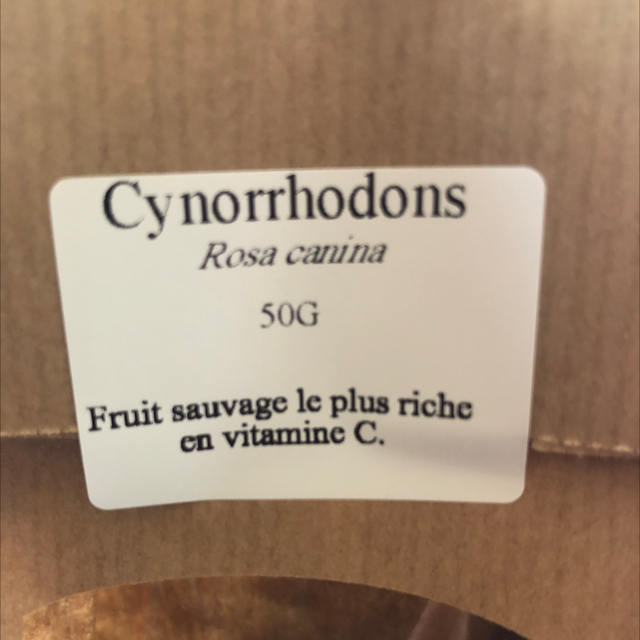 Cynorrhodons
Rosa canina
50G
Fruit sauvage le plus riche
en vitamine C.